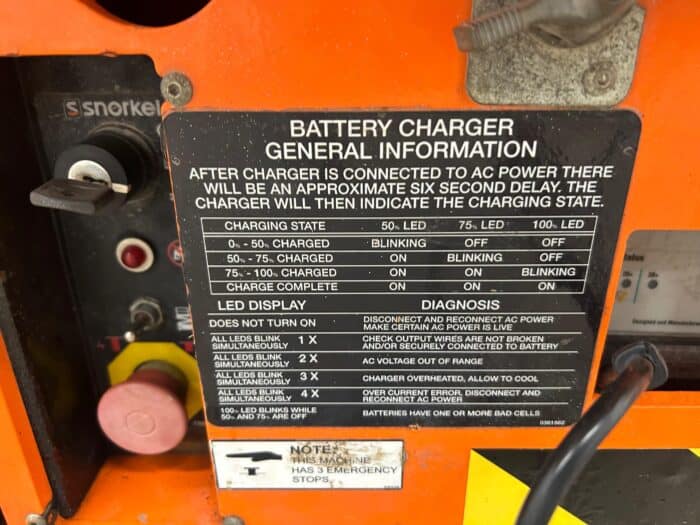 snorkel
BATTERY CHARGER
GENERAL INFORMATION
AFTER CHARGER IS CONNECTED TO AC POWER THERE
WILL BE AN APPROXIMATE SIX SECOND DELAY. THE
CHARGER WILL THEN INDICATE THE CHARGING STATE.
CHARGING STATE 50% LED 75% LED 100% LED
0% - 50% CHARGED BLINKING OFF OFF
50% - 75% CHARGED ON BLINKING OFF
75% - 100% CHARGED ON ON BLINKING
CHARGE COMPLETE ON ON ON
LED DISPLAY DIAGNOSIS
DOES NOT TURN ON DISCONNECT AND RECONNECT AC POWER
MAKE CERTAIN AC POWER IS LIVE
ALL LEDS BLINK
SIMULTANEOUSLY 1 X CHECK OUTPUT WIRES ARE NOT BROKEN
AND/OR SECURELY CONNECTED TO BATTERY
ALL LEDS BLINK
SIMULTANEOUSLY 2 X AC VOLTAGE OUT OF RANGE
ALL LEDS BLINK
SIMULTANEOUSLY 3 X CHARGER OVERHEATED, ALLOW TO COOL
ALL LEDS BLINK
SIMULTANEOUSLY 4 X OVER CURRENT ERROR, DISCONNECT AND
RECONNECT AC POWER
100% LED BLINKS WHILE
50% AND 75% ARE OFF BATTERIES HAVE ONE OR MORE BAD CELLS
NOTE:
THIS MACHINE
HAS 3 EMERGENCY
STOPS
Designed and